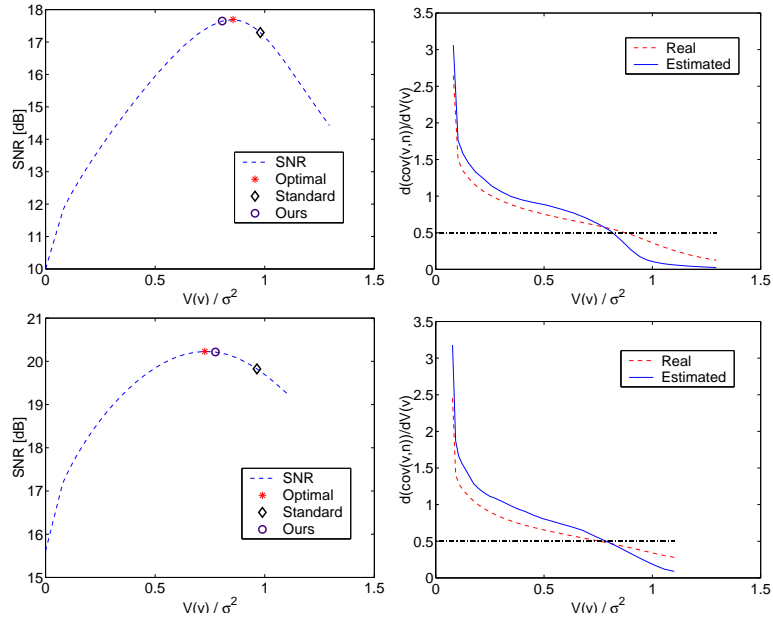 18
17
16
15
14
13
12
11
10
SNR [dB]
SNR
Optimal
Standard
Ours
0
0.5
1
1.5
V(v) / σ²
3.5
3
2.5
2
1.5
1
0.5
0
d(cov(v,n))/dV(v)
Real
Estimated
0
0.5
1
1.5
V(v) / σ²
21
20
19
18
17
16
15
SNR [dB]
SNR
Optimal
Standard
Ours
0
0.5
1
1.5
V(v) / σ²
3.5
3
2.5
2
1.5
1
0.5
0
d(cov(v,n))/dV(v)
Real
Estimated
0
0.5
1
1.5
V(v) / σ²